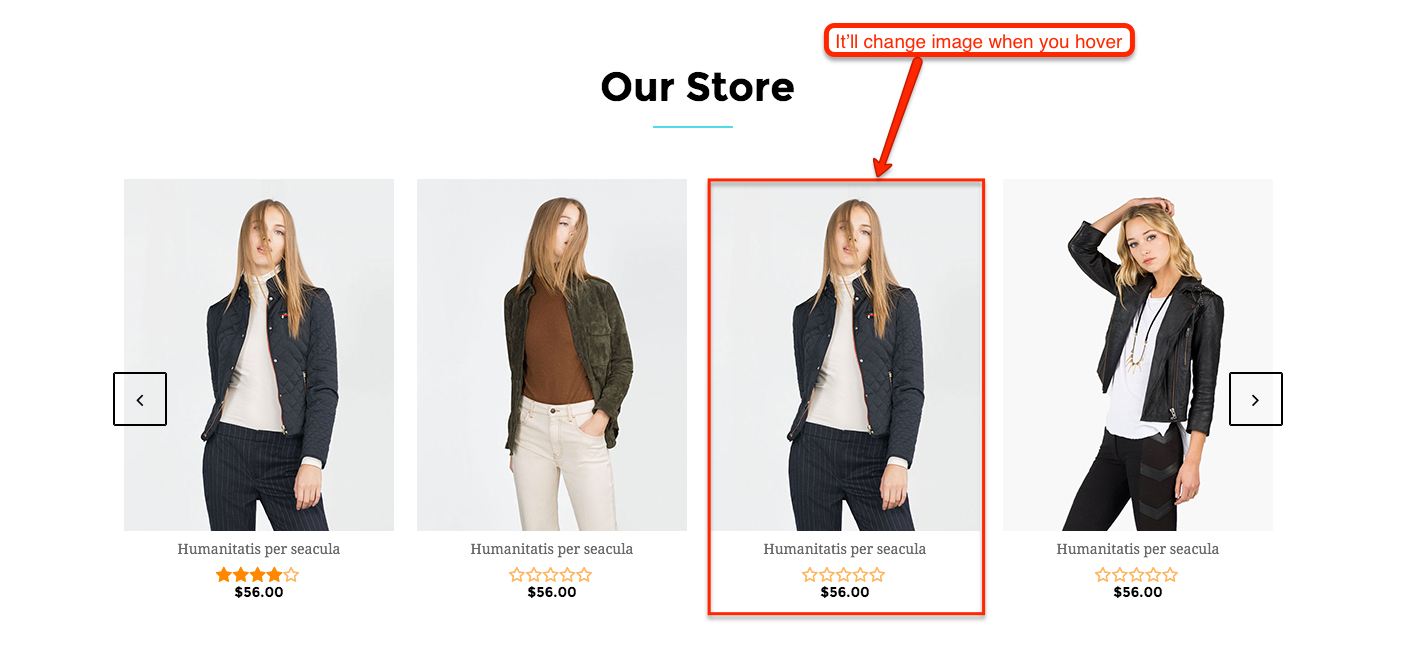 It'll change image when you hover
Our Store
Humanitatis per seacula
$56.00
Humanitatis per seacula
$56.00
Humanitatis per seacula
$56.00
Humanitatis per seacula
$56.00